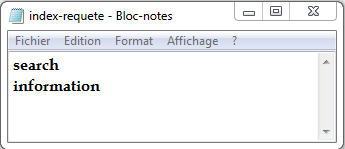 index-requete - Bloc-notes
Fichier Edition Format Affichage ?
search
information